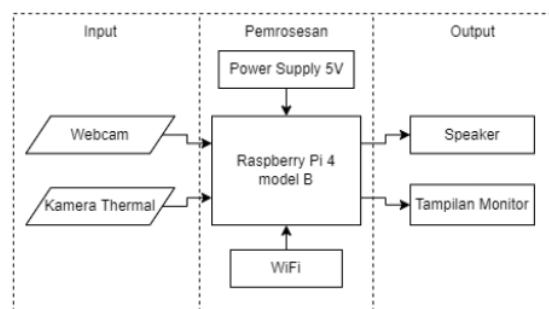 Input
Pemrosesan
Output
Power Supply 5V
Webcam
Raspberry Pi 4
model B
Speaker
Kamera Thermal
Tampilan Monitor
WiFi